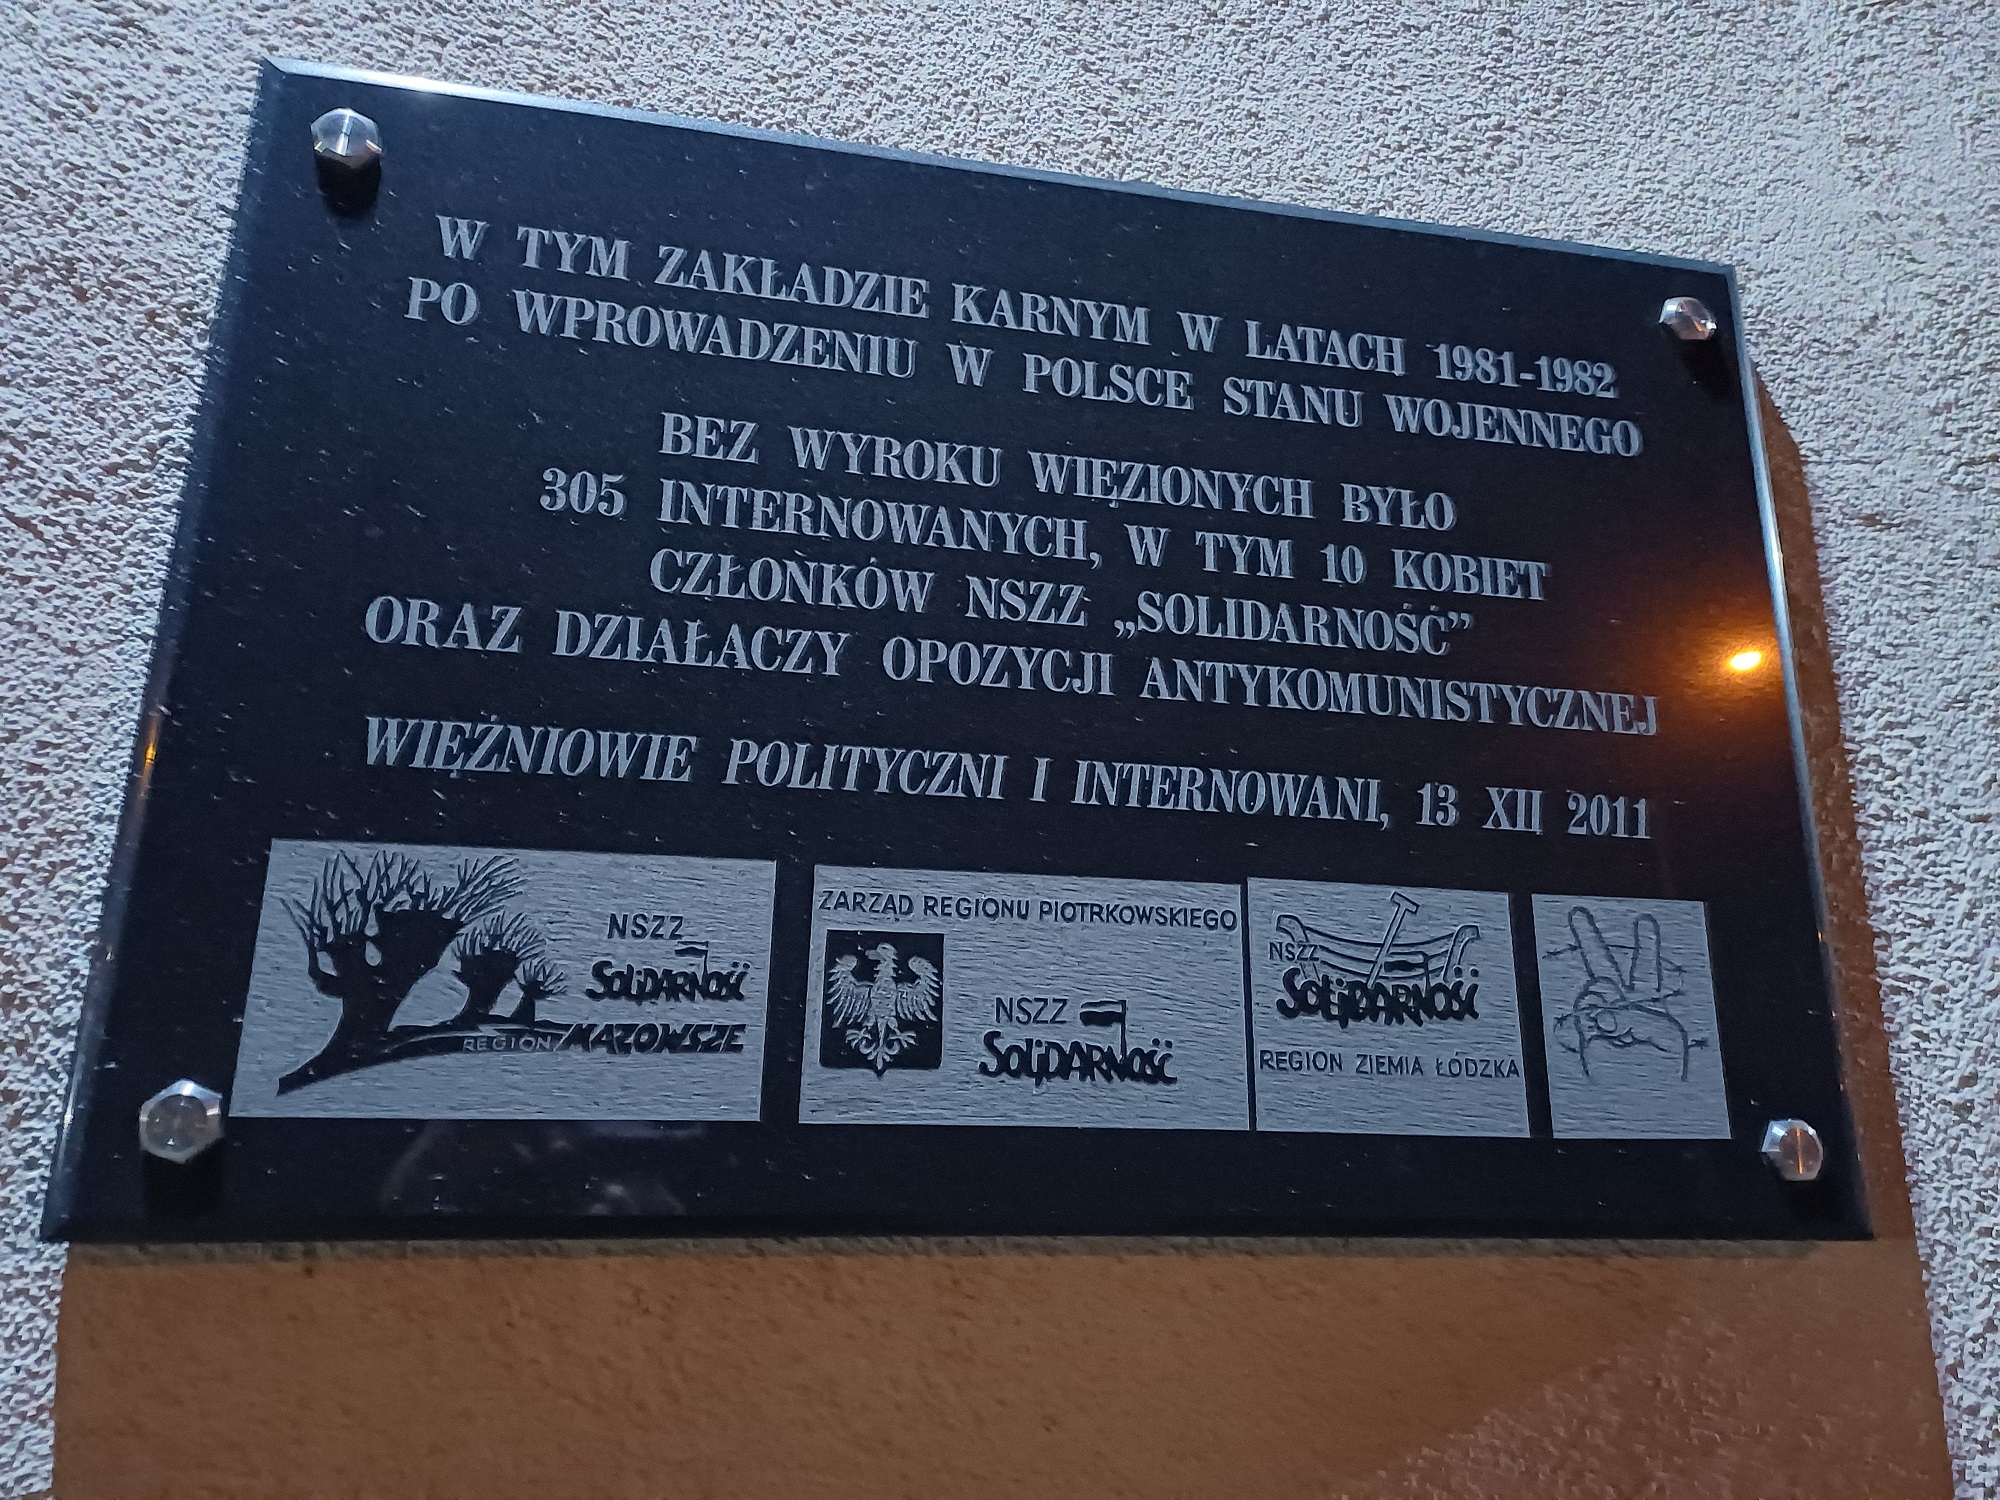 W TYM ZAKŁADZIE KARNYM W LATACH 1981-1982
PO WPROWADZENIU W POLSCE STANU WOJENNEGO
BEZ WYROKU WIĘZIONYCH BYŁO
305 INTERNOWANYCH, W TYM 10 KOBIET
CZŁONKÓW NSZZ „SOLIDARNOŚĆ”
ORAZ DZIAŁACZY OPOZYCJI ANTYKOMUNISTYCZNEJ
WIĘŹNIOWIE POLITYCZNI I INTERNOWANI, 13 XII 2011
NSZZ
SOLIDARNOŚĆ
REGION MAZOWSZE
ZARZĄD REGIONU PIOTRKOWSKIEGO
NSZZ
SOLIDARNOŚĆ
NSZZ
SOLIDARNOŚĆ
REGION ZIEMIA ŁÓDZKA